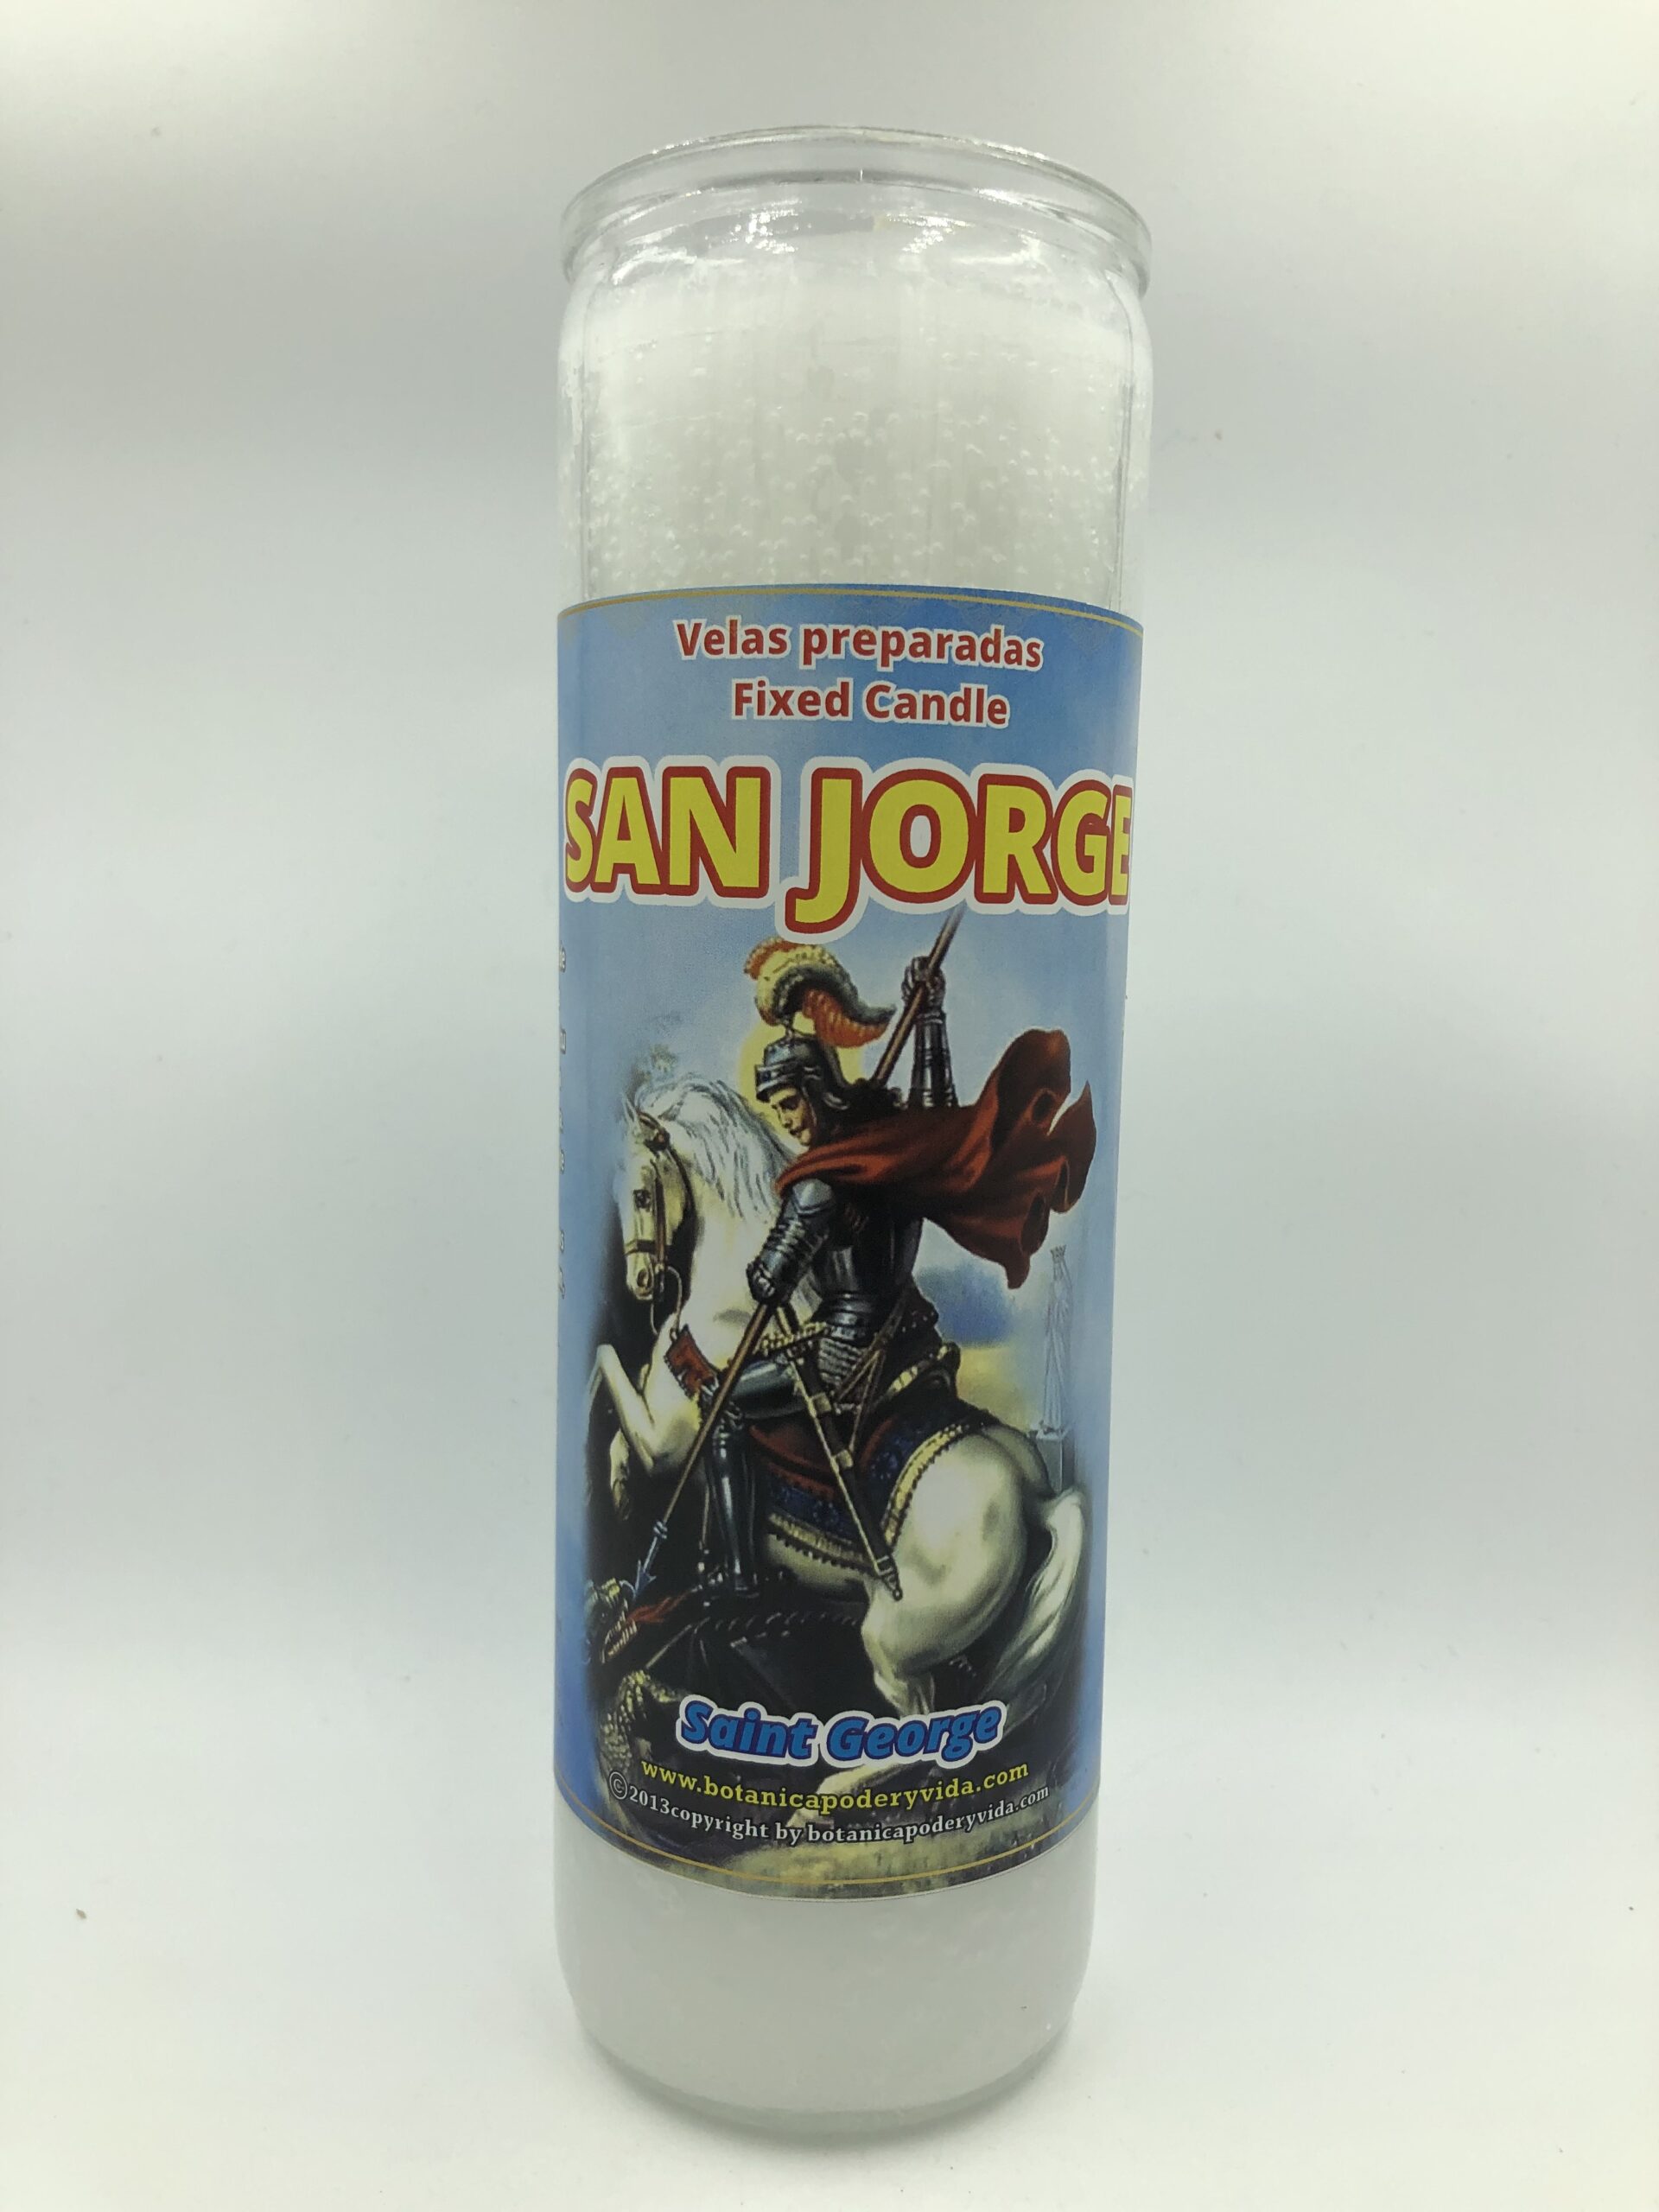 Velas preparadas
Fixed Candle
SAN JORGE
Saint George
www.botanicapoderyvida.com
©2013copyright by botanicapoderyvida.com